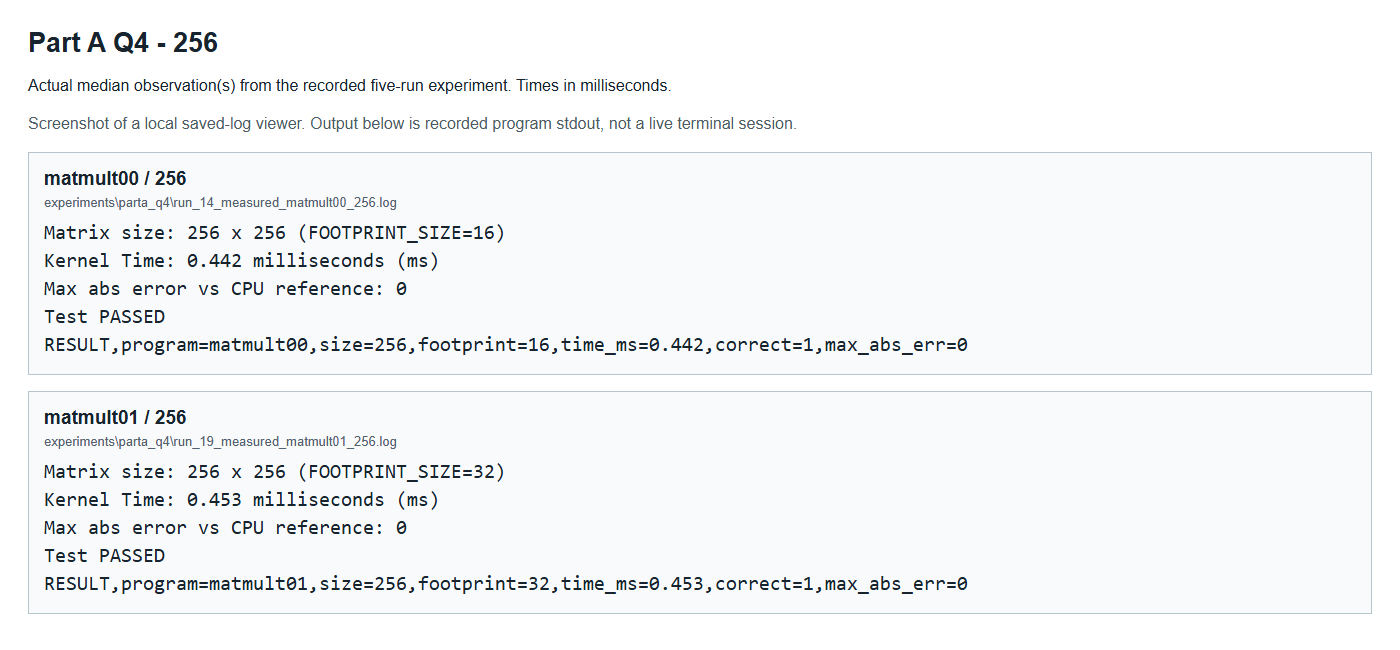 Part A Q4 - 256
Actual median observation(s) from the recorded five-run experiment. Times in milliseconds.
Screenshot of a local saved-log viewer. Output below is recorded program stdout, not a live terminal session.
matmult00 / 256
experiments\parta_q4\run_14_measured_matmult00_256.log
Matrix size: 256 x 256 (FOOTPRINT_SIZE=16)
Kernel Time: 0.442 milliseconds (ms)
Max abs error vs CPU reference: 0
Test PASSED
RESULT,program=matmult00,size=256,footprint=16,time_ms=0.442,correct=1,max_abs_err=0
matmult01 / 256
experiments\parta_q4\run_19_measured_matmult01_256.log
Matrix size: 256 x 256 (FOOTPRINT_SIZE=32)
Kernel Time: 0.453 milliseconds (ms)
Max abs error vs CPU reference: 0
Test PASSED
RESULT,program=matmult01,size=256,footprint=32,time_ms=0.453,correct=1,max_abs_err=0